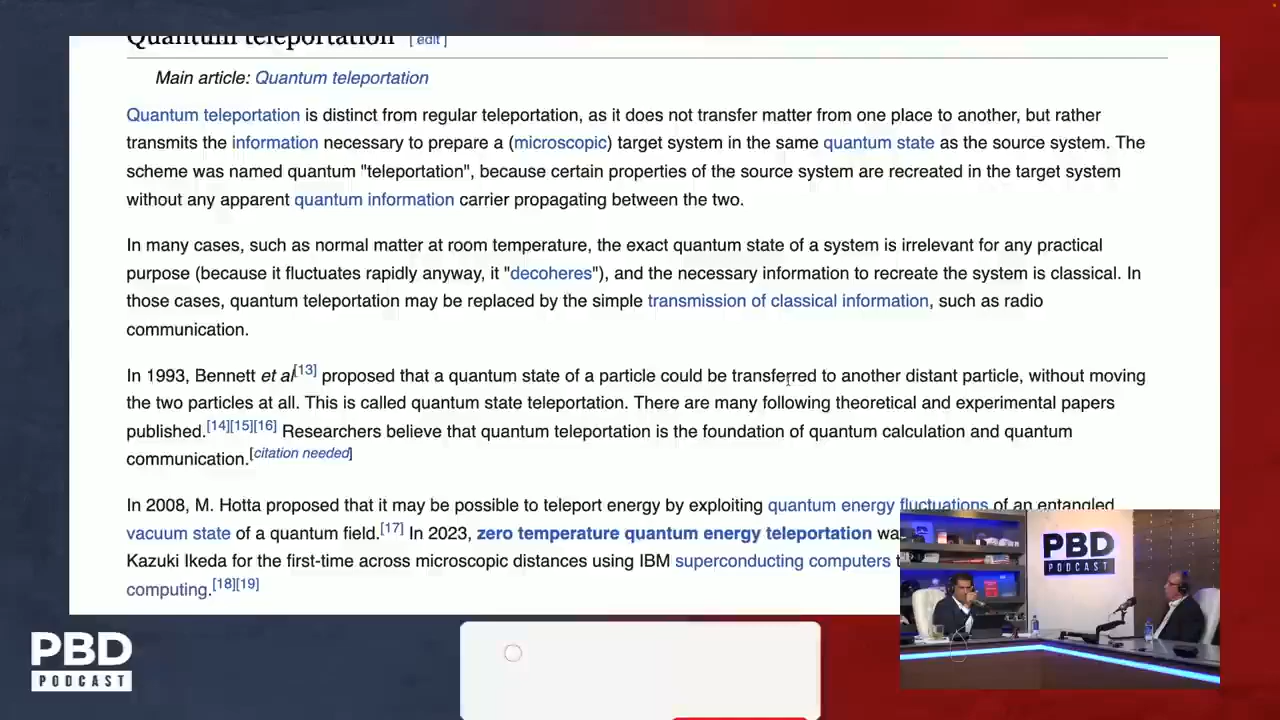 Quantum teleportation [ edit ]
Main article: Quantum teleportation
Quantum teleportation is distinct from regular teleportation, as it does not transfer matter from one place to another, but rather
transmits the information necessary to prepare a (microscopic) target system in the same quantum state as the source system. The
scheme was named quantum "teleportation", because certain properties of the source system are recreated in the target system
without any apparent quantum information carrier propagating between the two.
In many cases, such as normal matter at room temperature, the exact quantum state of a system is irrelevant for any practical
purpose (because it fluctuates rapidly anyway, it "decoheres"), and the necessary information to recreate the system is classical. In
those cases, quantum teleportation may be replaced by the simple transmission of classical information, such as radio
communication.
In 1993, Bennett et al[13] proposed that a quantum state of a particle could be transferred to another distant particle, without moving
the two particles at all. This is called quantum state teleportation. There are many following theoretical and experimental papers
published.[14][15][16] Researchers believe that quantum teleportation is the foundation of quantum calculation and quantum
communication.[citation needed]
In 2008, M. Hotta proposed that it may be possible to teleport energy by exploiting quantum energy fluctuations of an entangled
vacuum state of a quantum field.[17] In 2023, zero temperature quantum energy teleportation
Kazuki Ikeda for the first-time across microscopic distances using IBM superconducting computers
computing.[18][19]
PBD
PODCAST
PBD
PODCAST